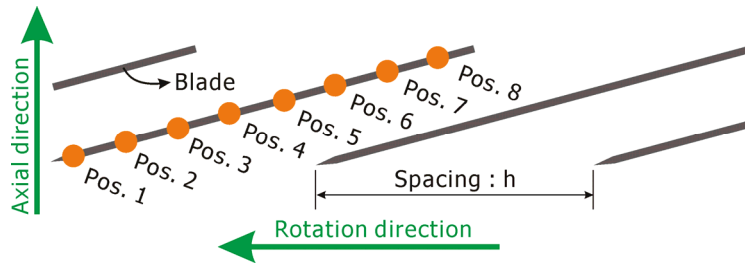 Axial direction
Blade
Pos. 1
Pos. 2
Pos. 3
Pos. 4
Pos. 5
Pos. 6
Pos. 7
Pos. 8
Spacing : h
Rotation direction